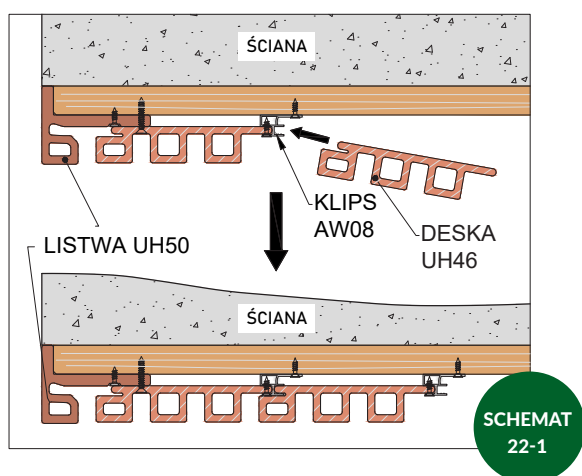 ŚCIANA
KLIPS
AW08
DESKA
UH46
LISTWA UH50
ŚCIANA
SCHEMAT
22-1